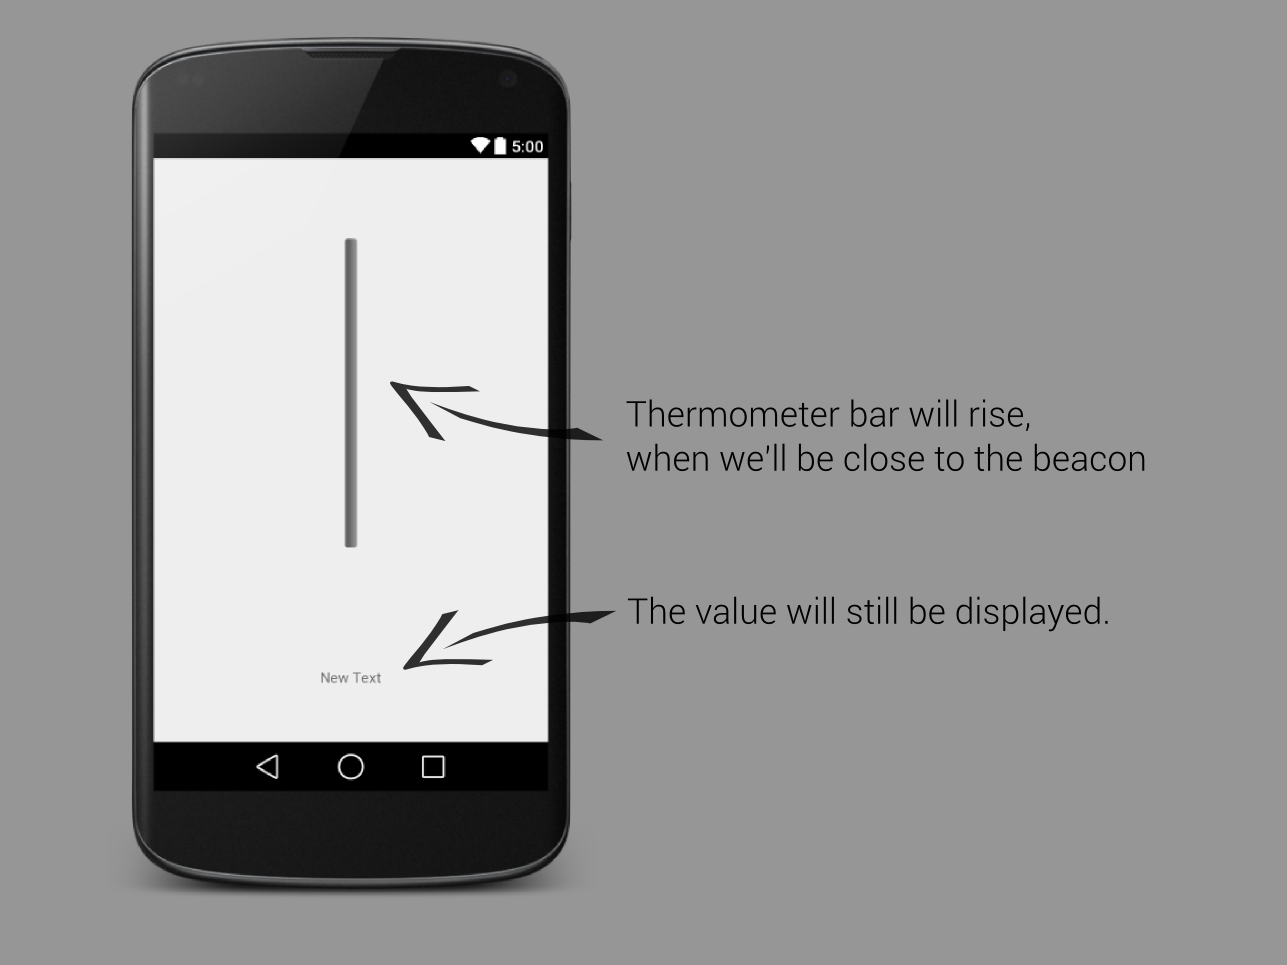 5:00
Thermometer bar will rise,
when we'll be close to the beacon
The value will still be displayed.
New Text